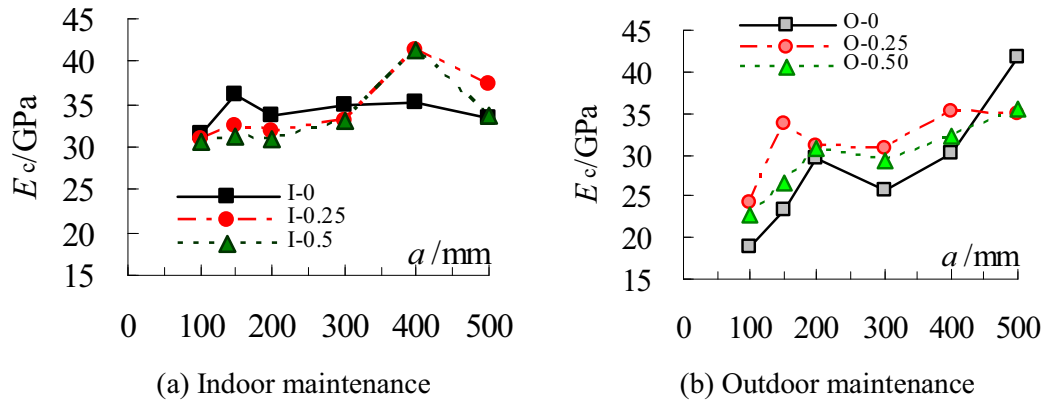 45
40
35
30
25
20
15
E c/GPa
I-0
I-0.25
I-0.5
a /mm
0 100 200 300 400 500
(a) Indoor maintenance
O-0
O-0.25
O-0.50
45
40
35
30
25
20
15
E c/GPa
a /mm
0 100 200 300 400 500
(b) Outdoor maintenance